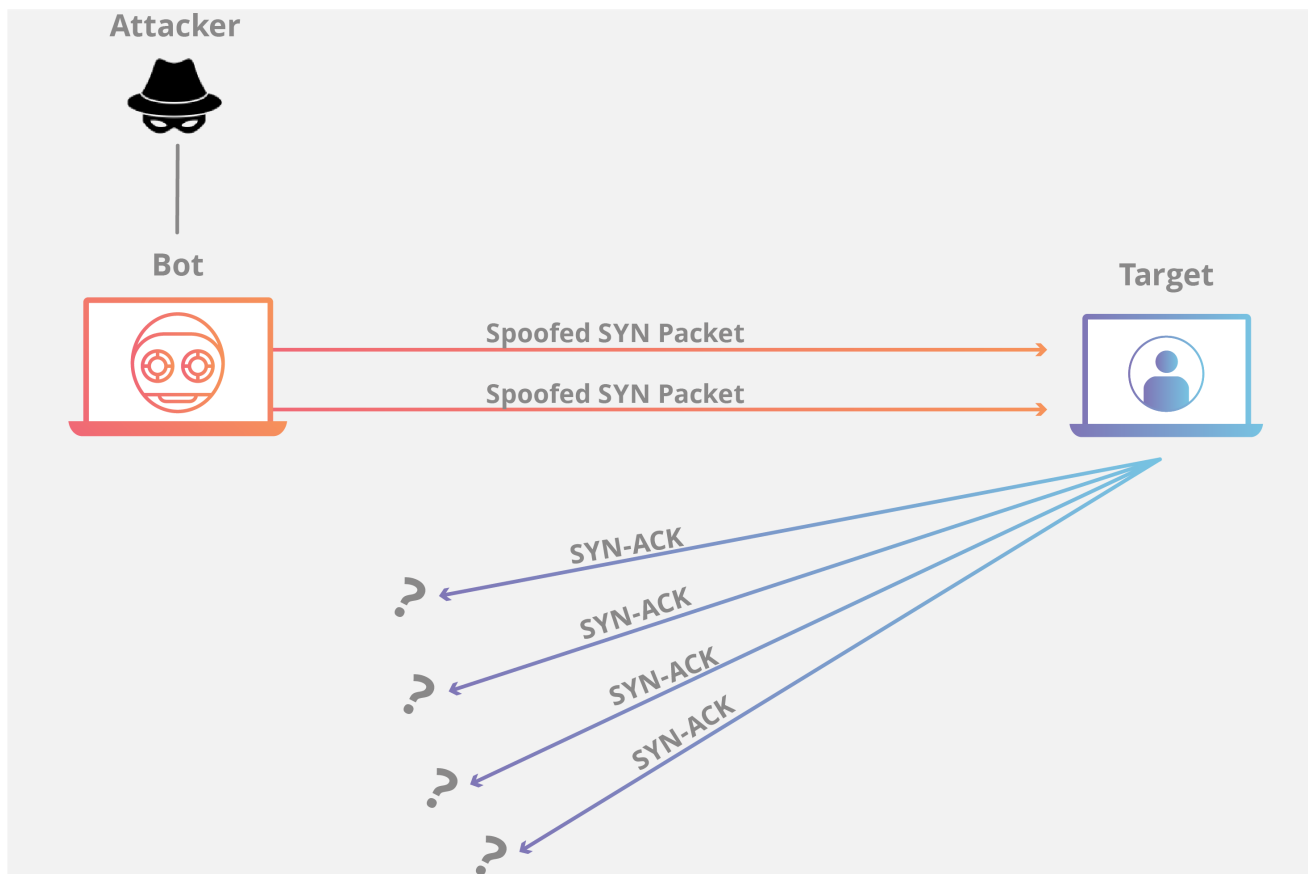 Attacker
Bot
Target
Spoofed SYN Packet
Spoofed SYN Packet
SYN-ACK
?
SYN-ACK
?
SYN-ACK
?
SYN-ACK
?